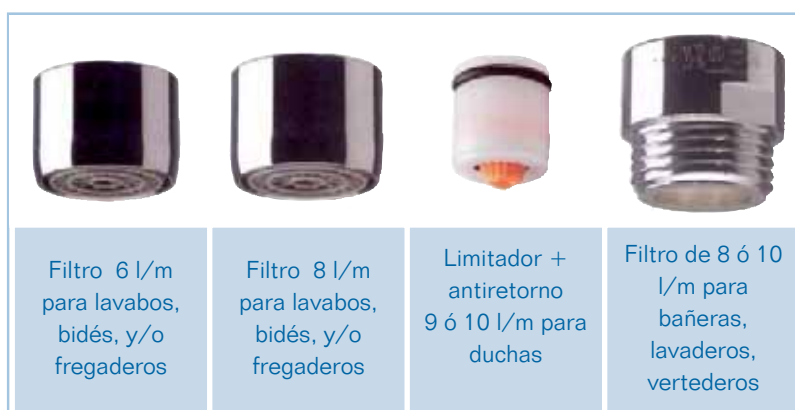 Filtro 6 l/m
para lavabos,
bidés, y/o
fregaderos
Filtro 8 l/m
para lavabos,
bidés, y/o
fregaderos
Limitador +
antiretorno
9 ó 10 l/m para
duchas
Filtro de 8 ó 10
l/m para
bañeras,
lavaderos,
vertederos